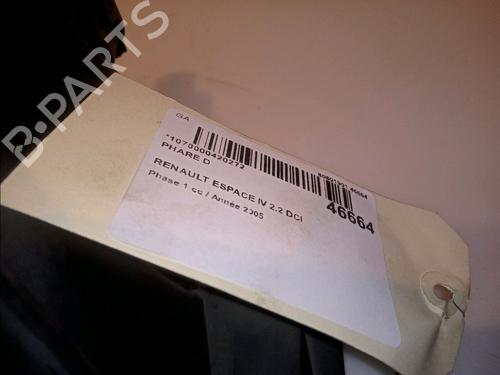 B-PARTS
GA
*1070000420272
PHARE D
RENAULT ESPACE IV 2.2 DCI
Phase 1 cc / Année 2005
46664